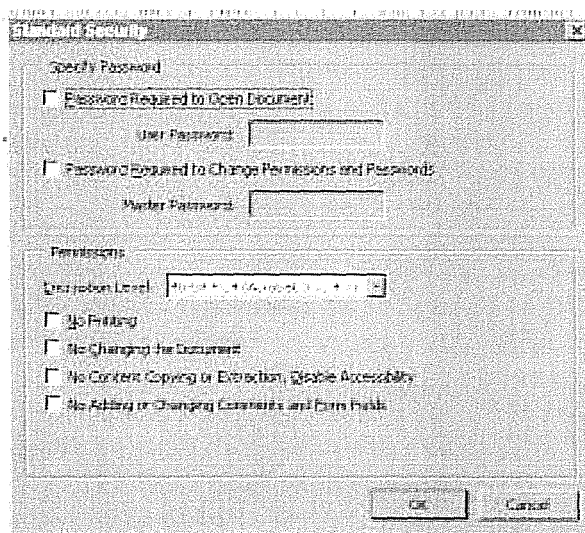 Standard Security
Specify Password
Password Required to Open Document
User Password:
Password Required to Change Permissions and Passwords
Master Password:
Permissions
Encryption Level:
No Printing
No Changing the Document
No Content Copying or Extraction, Disable Accessibility
No Adding or Changing Comments and Form Fields
OK
Cancel